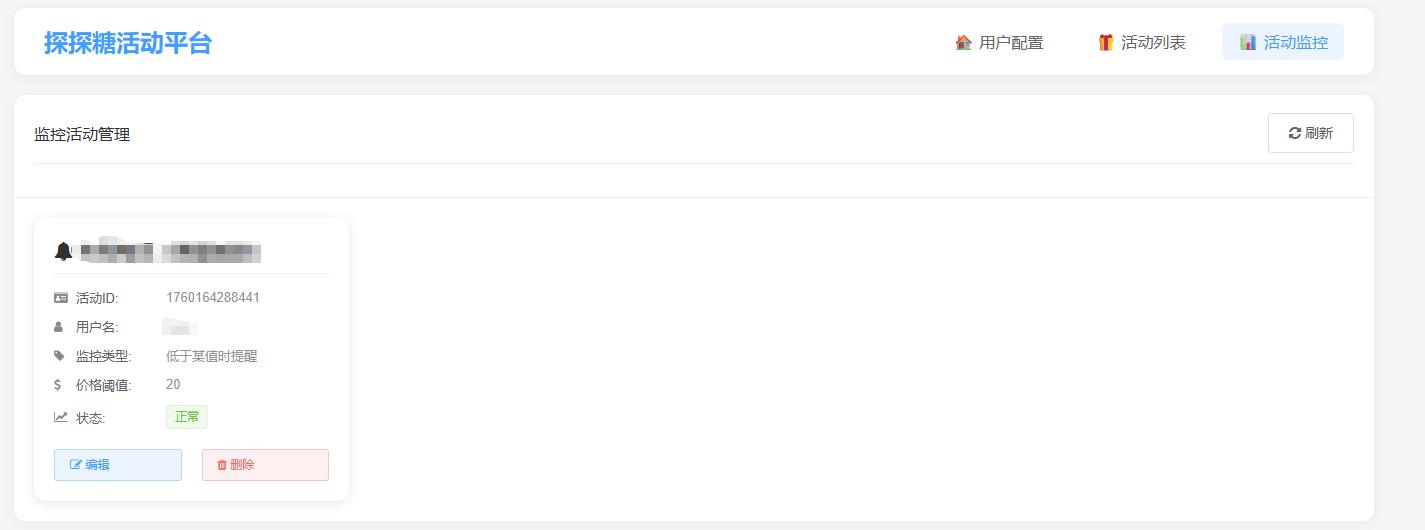 探探糖活动平台
用户配置
活动列表
活动监控
监控活动管理
刷新
活动ID: 1760164288441
用户名:
监控类型: 低于某值时提醒
价格阈值: 20
状态: 正常
编辑
删除